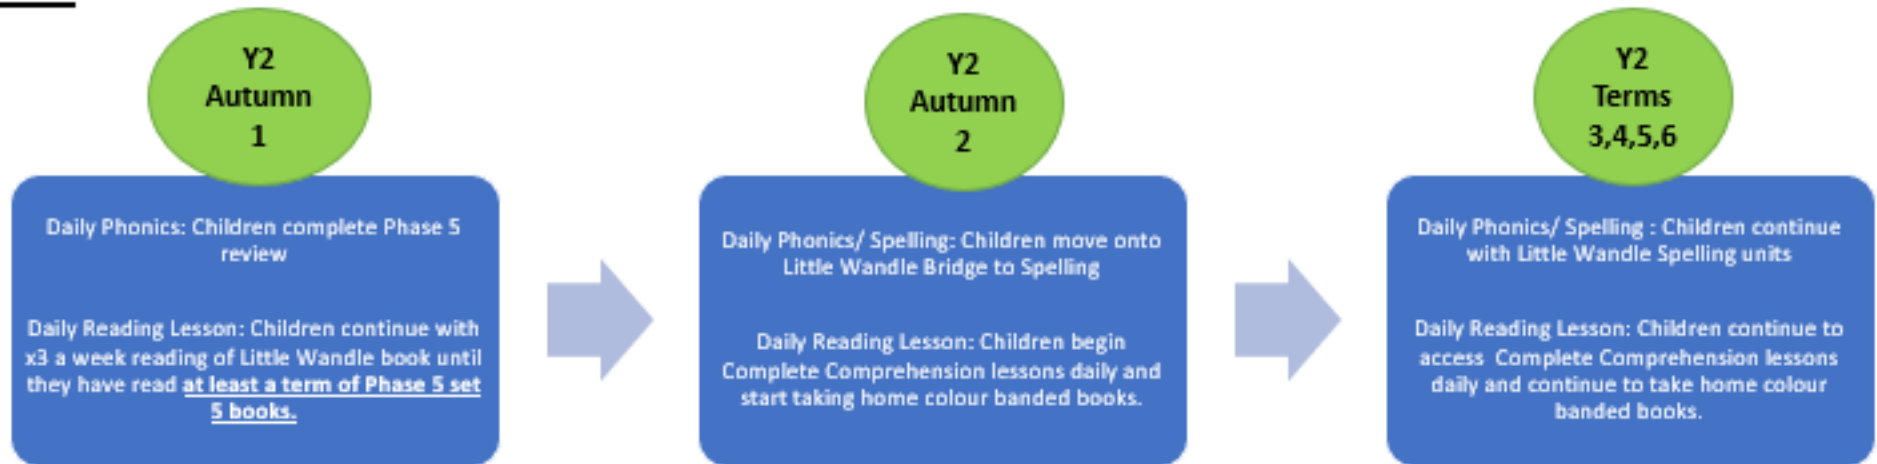 Y2
Autumn
1
Daily Phonics: Children complete Phase 5
review
Daily Reading Lesson: Children continue with
x3 a week reading of Little Wandle book until
they have read at least a term of Phase 5 set
5 books.
Y2
Autumn
2
Daily Phonics/ Spelling: Children move onto
Little Wandle Bridge to Spelling
Daily Reading Lesson: Children begin
Complete Comprehension lessons daily and
start taking home colour banded books.
Y2
Terms
3,4,5,6
Daily Phonics/ Spelling : Children continue
with Little Wandle Spelling units
Daily Reading Lesson: Children continue to
access  Complete Comprehension lessons
daily and continue to take home colour
banded books.